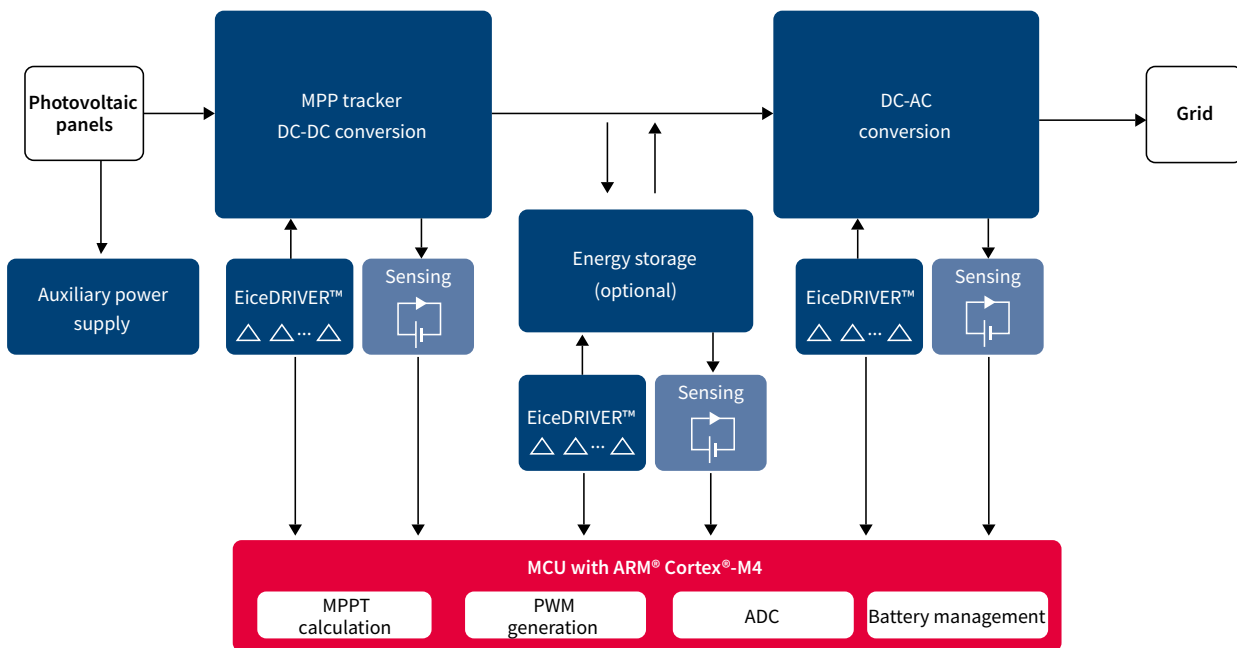 Photovoltaic
panels
MPP tracker
DC-DC conversion
DC-AC
conversion
Grid
Auxiliary power
supply
EiceDRIVER™
...
Sensing
Energy storage
(optional)
EiceDRIVER™
...
Sensing
EiceDRIVER™
...
Sensing
MCU with ARM® Cortex®-M4
MPPT
calculation
PWM
generation
ADC
Battery management